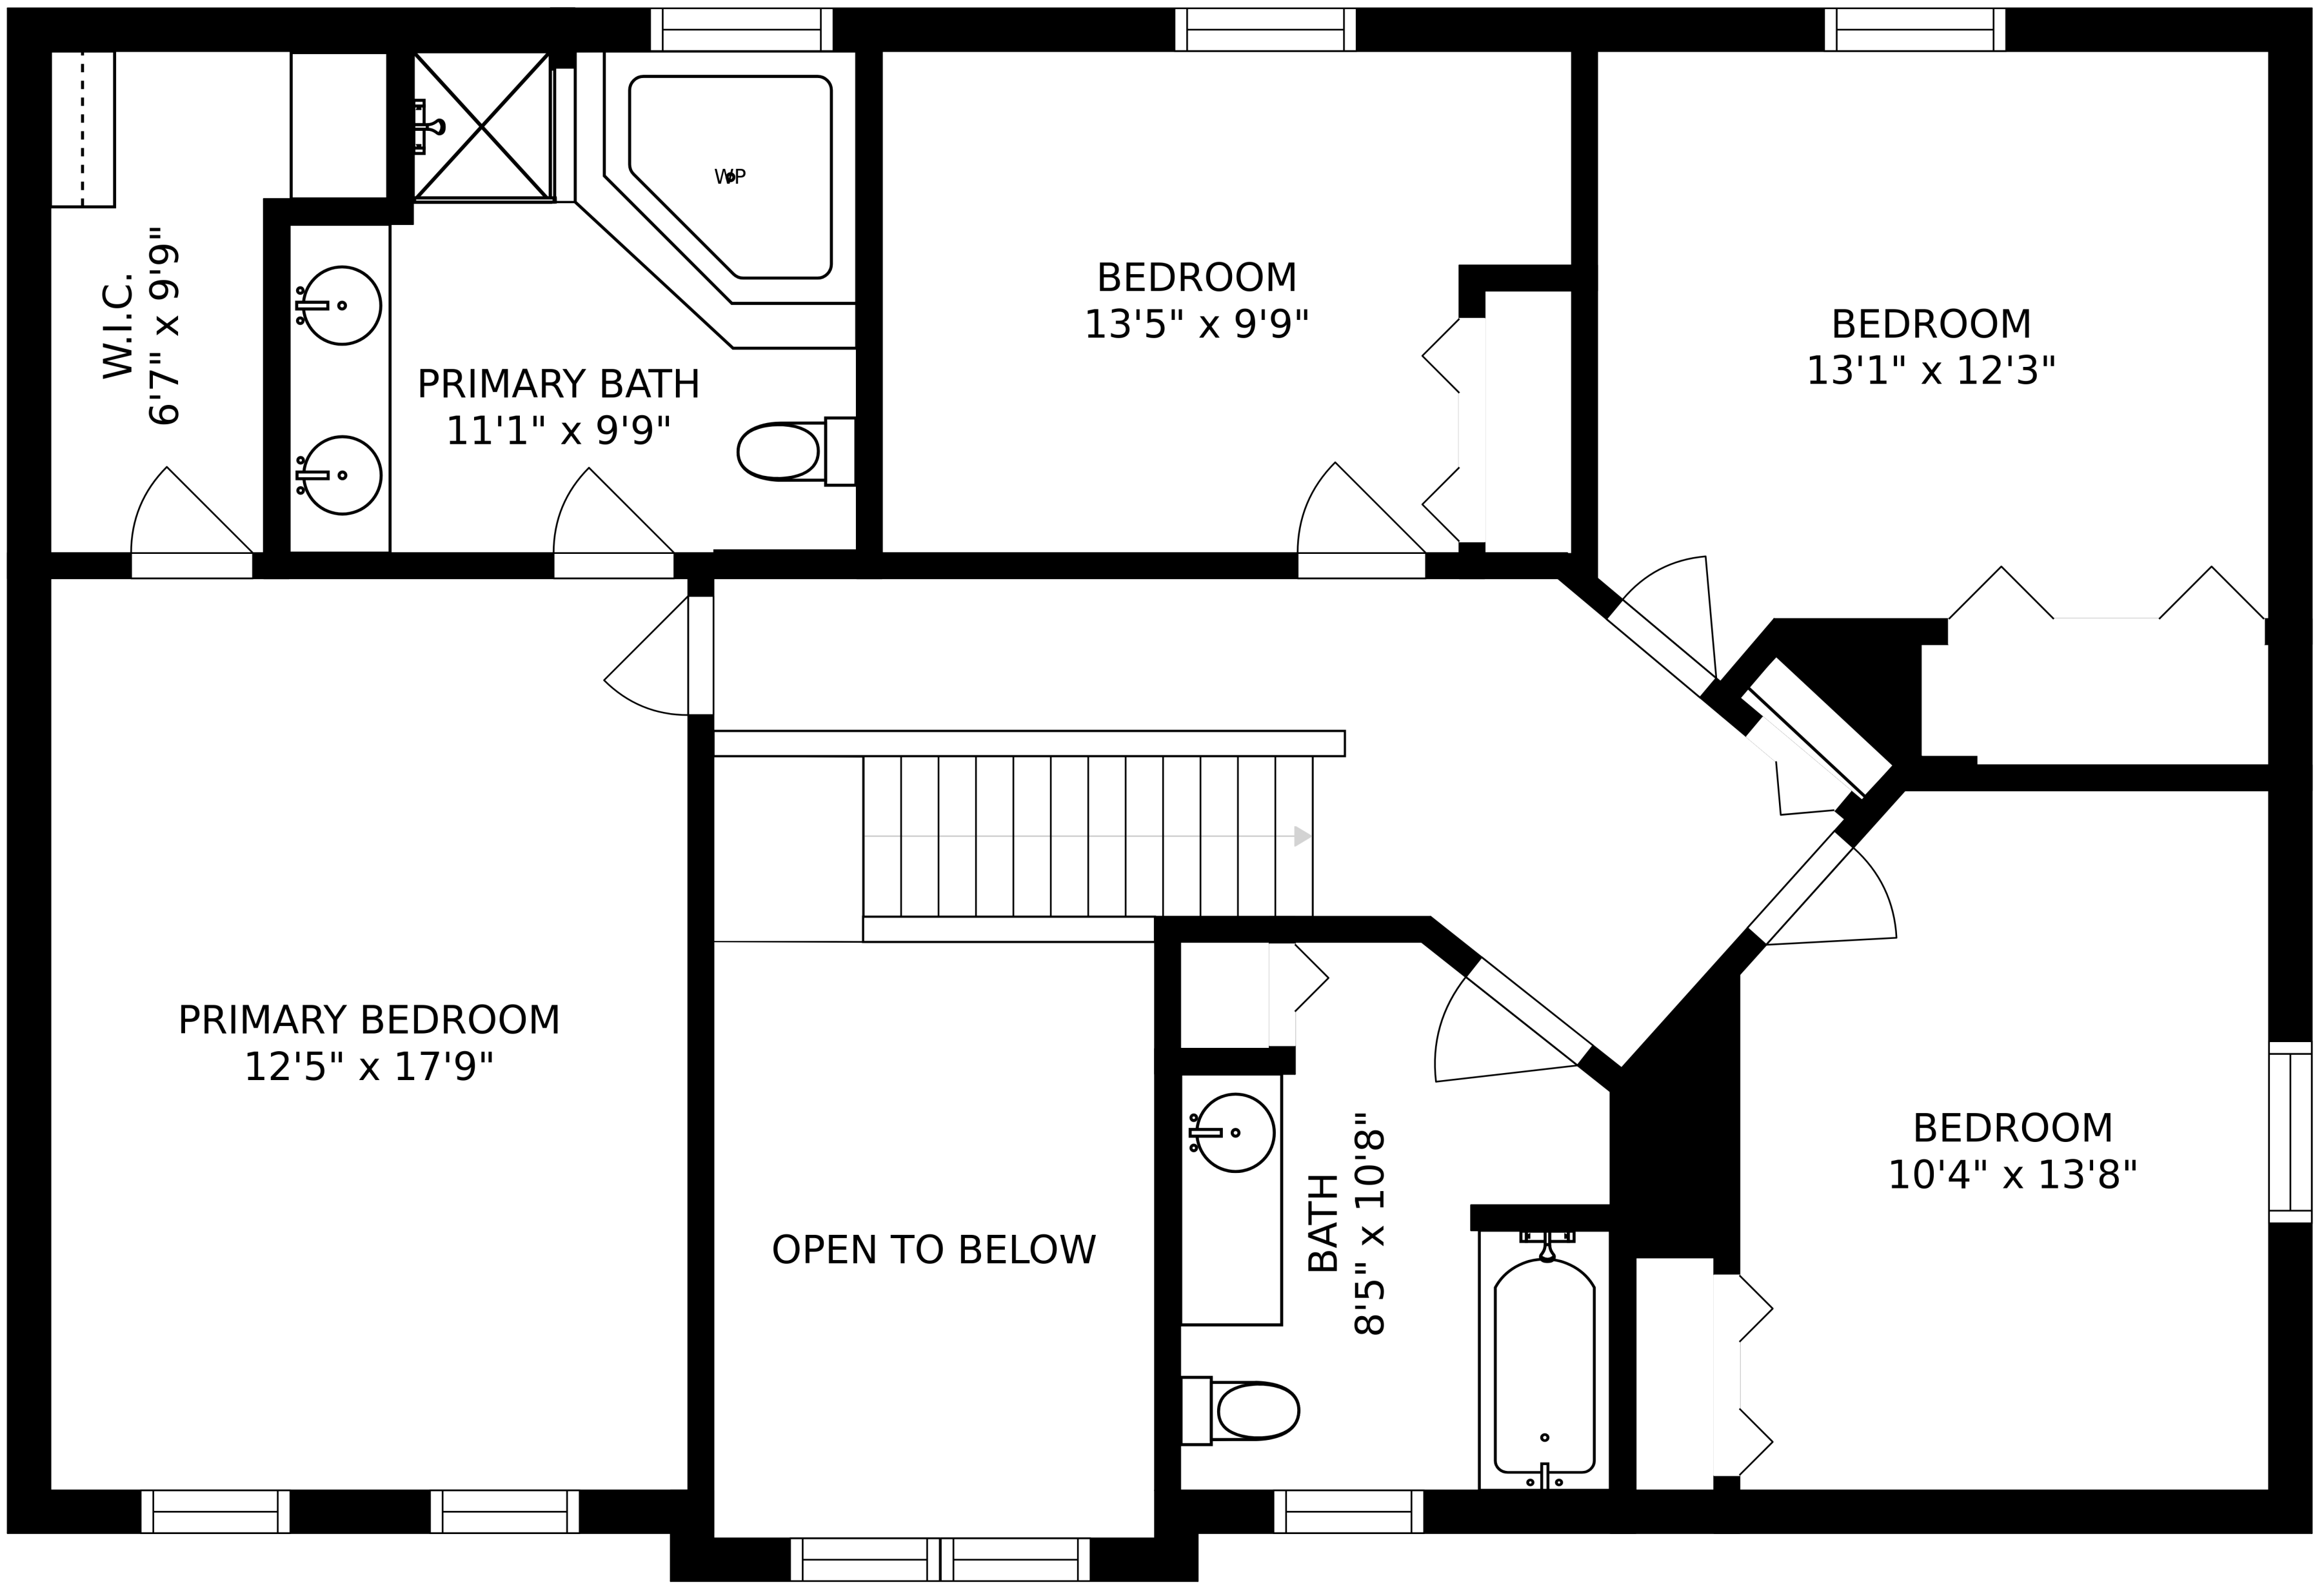 WP
W.I.C.
6'7" x 9'9"
PRIMARY BATH
11'1" x 9'9"
BEDROOM
13'5" x 9'9"
BEDROOM
13'1" x 12'3"
PRIMARY BEDROOM
12'5" x 17'9"
OPEN TO BELOW
BATH
8'5" x 10'8"
BEDROOM
10'4" x 13'8"